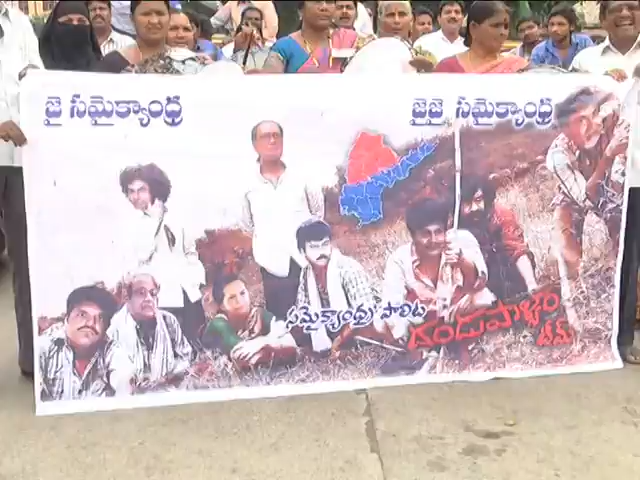 జై సమైక్యాంధ్ర
జైజై సమైక్యాంధ్ర
సమైక్యాంధ్ర పాలిట
దండుపాళ్యం
టీమ్